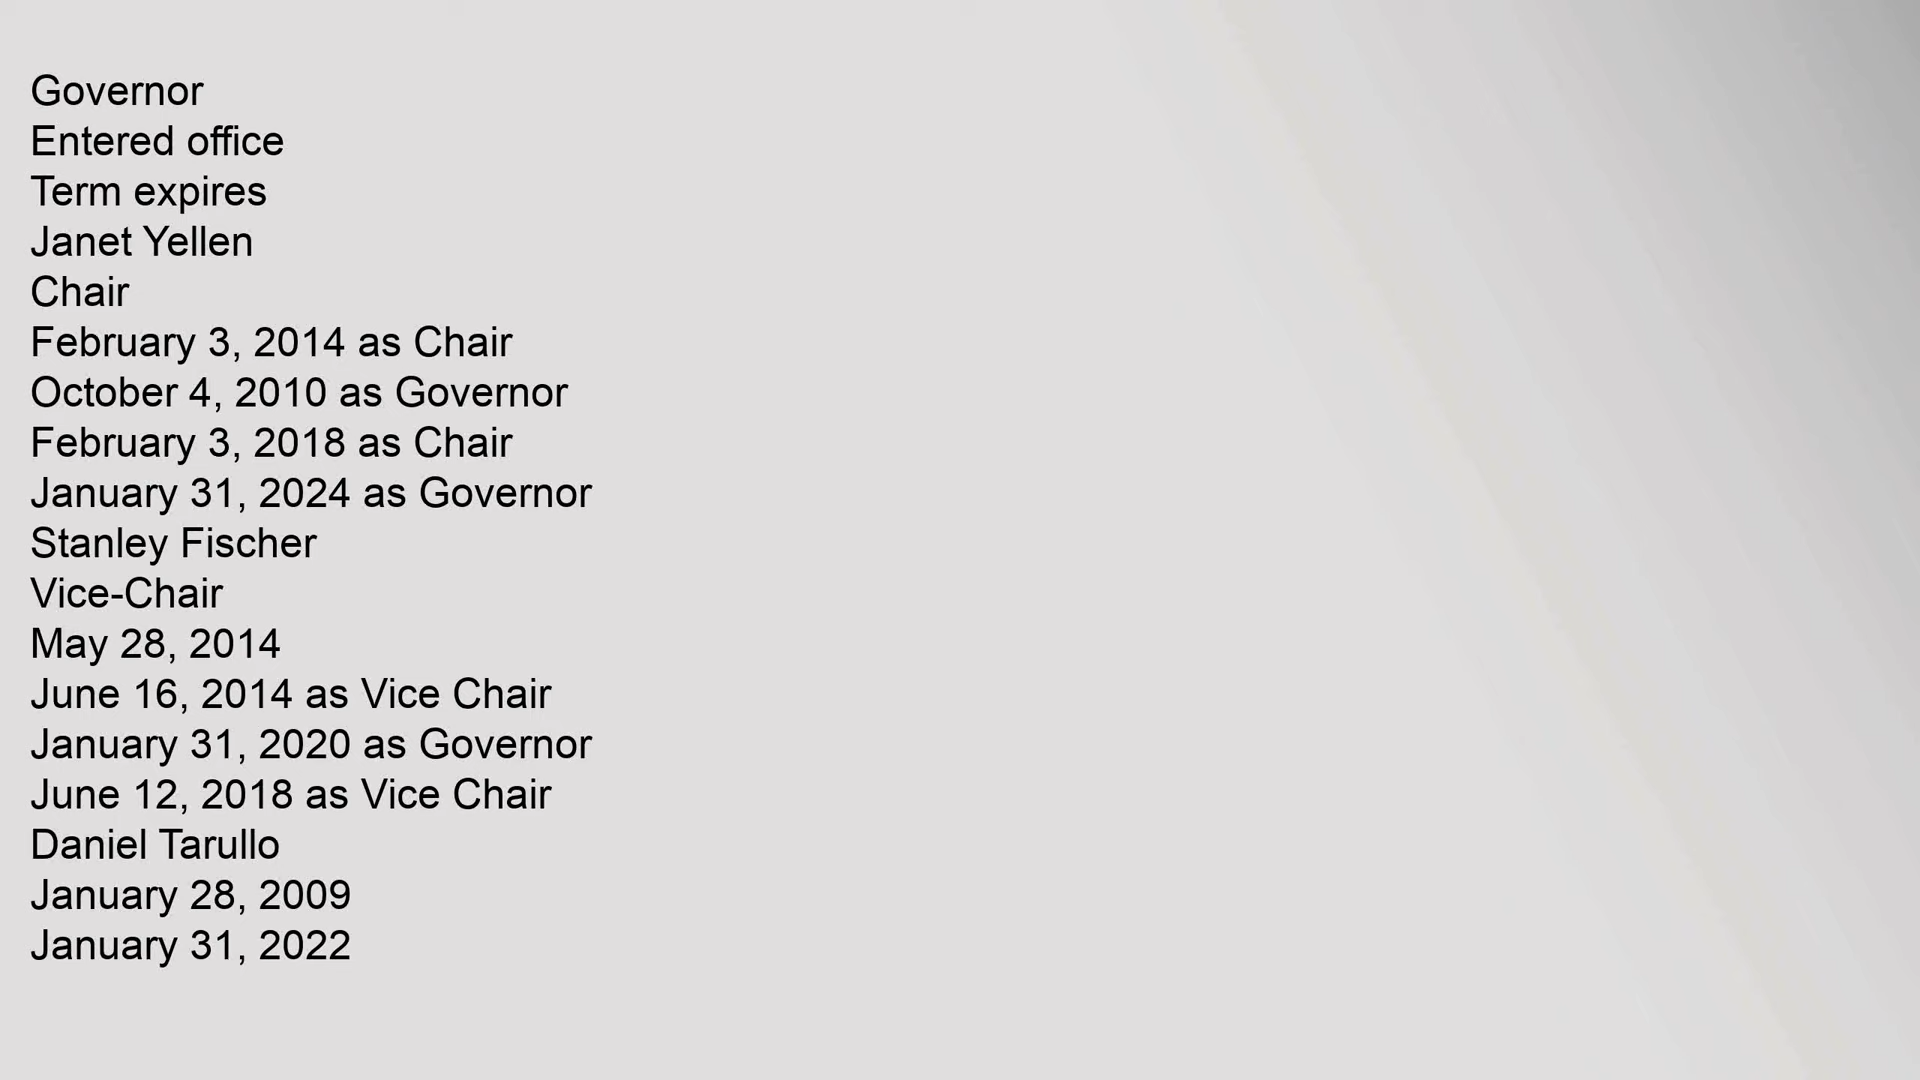 Governor
Entered office
Term expires
Janet Yellen
Chair
February 3, 2014 as Chair
October 4, 2010 as Governor
February 3, 2018 as Chair
January 31, 2024 as Governor
Stanley Fischer
Vice-Chair
May 28, 2014
June 16, 2014 as Vice Chair
January 31, 2020 as Governor
June 12, 2018 as Vice Chair
Daniel Tarullo
January 28, 2009
January 31, 2022